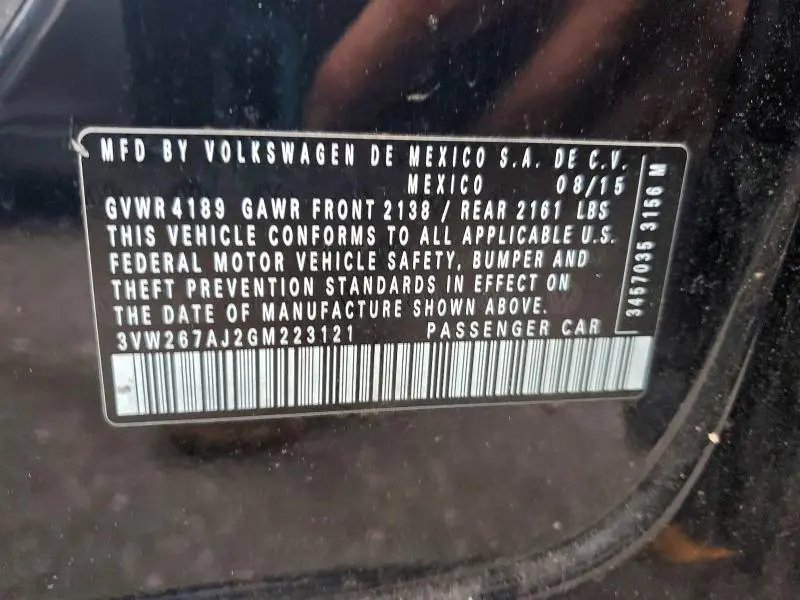 MFD BY VOLKSWAGEN DE MEXICO S.A. DE C.V.
MEXICO 08/15
GVWR 4189 GAWR FRONT 2138 / REAR 2161 LBS
THIS VEHICLE CONFORMS TO ALL APPLICABLE U.S.
FEDERAL MOTOR VEHICLE SAFETY, BUMPER AND
THEFT PREVENTION STANDARDS IN EFFECT ON
THE DATE OF MANUFACTURE SHOWN ABOVE.
3VW267AJ2GM223121 PASSENGER CAR
3457035 3156 M